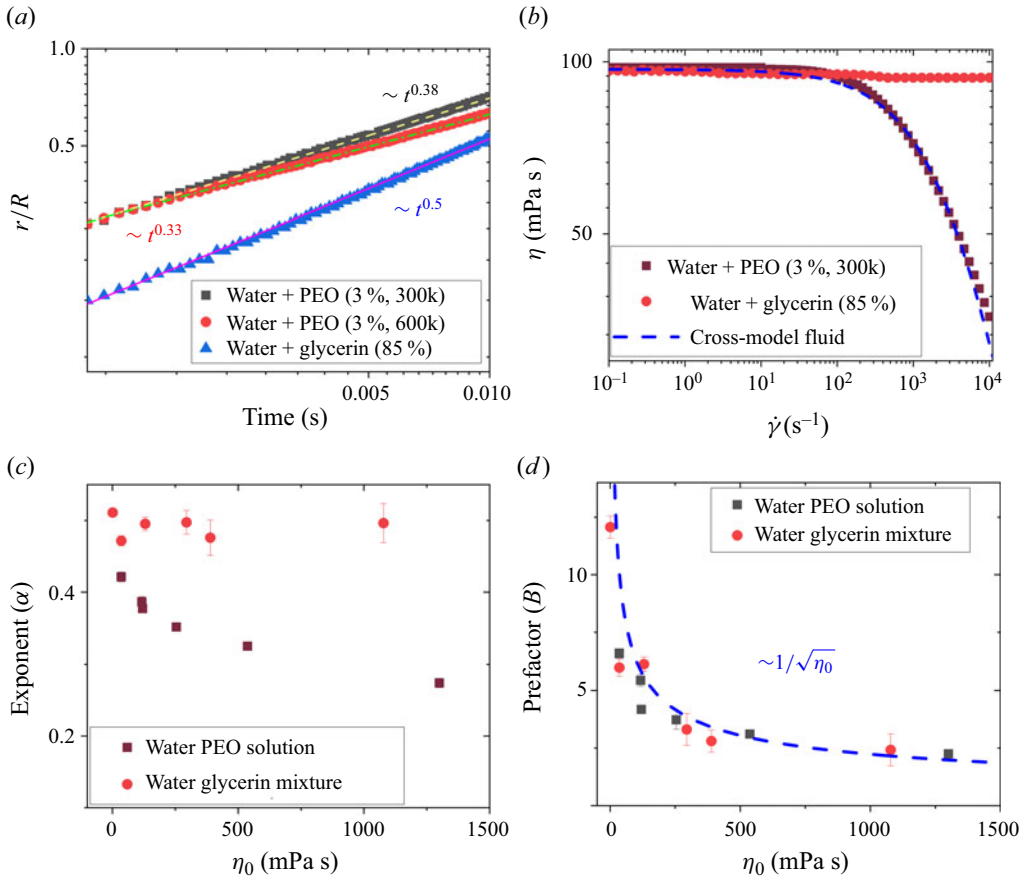 (a)
1.0
0.5
r/R
~ t^0.38
~ t^0.33
~ t^0.5
Water + PEO (3 %, 300k)
Water + PEO (3 %, 600k)
Water + glycerin (85 %)
0.005
0.010
Time (s)
(b)
100
50
η (mPa s)
Water + PEO (3 %, 300k)
Water + glycerin (85 %)
Cross-model fluid
10^−1
10^0
10^1
10^2
10^3
10^4
γ̇ (s^−1)
(c)
0.4
0.2
Exponent (α)
Water PEO solution
Water glycerin mixture
0
500
1000
1500
η₀ (mPa s)
(d)
10
5
Prefactor (B)
Water PEO solution
Water glycerin mixture
~1/√η₀
0
500
1000
1500
η₀ (mPa s)